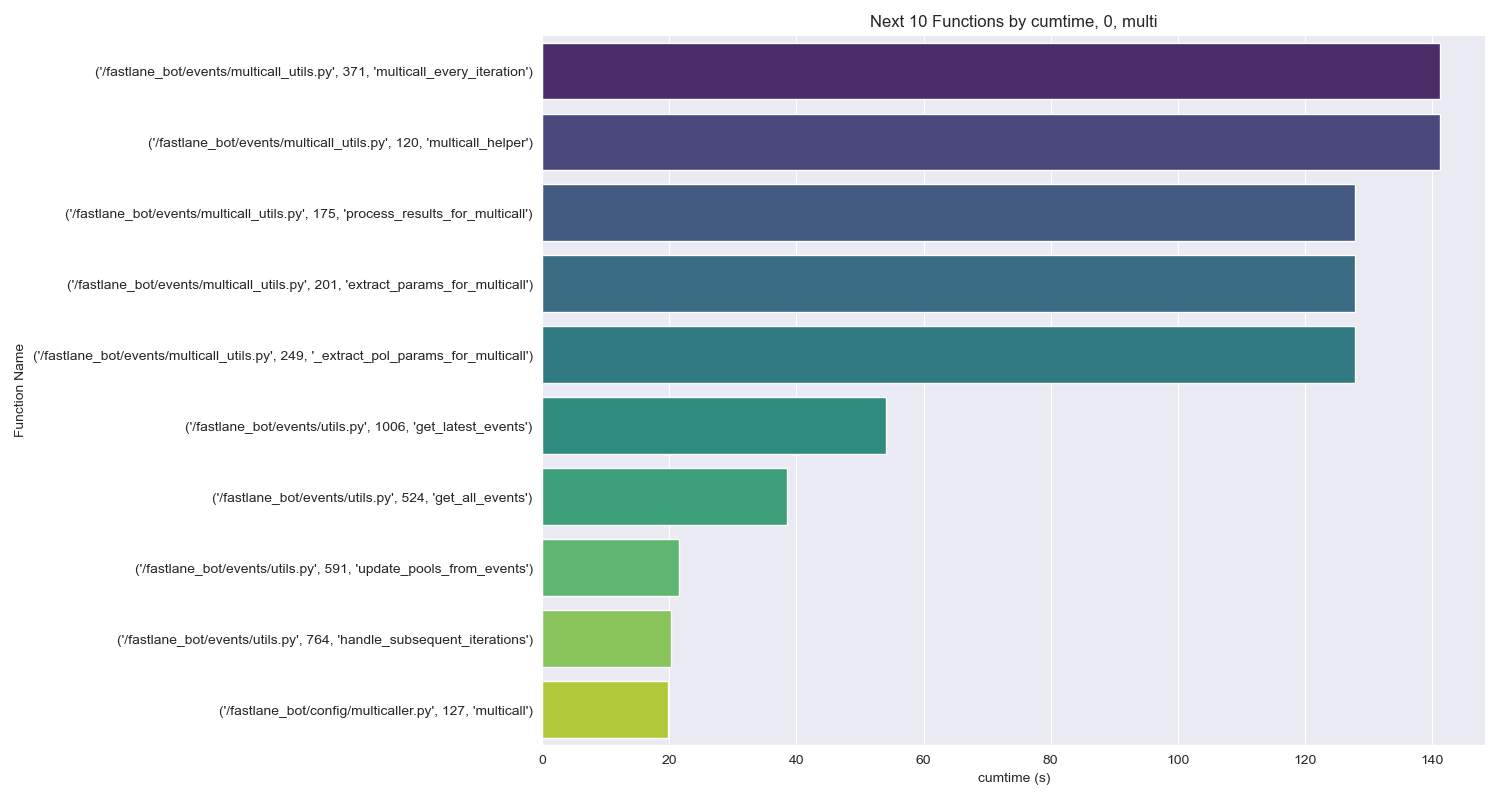 Next 10 Functions by cumtime, 0, multi
('/fastlane_bot/events/multicall_utils.py', 371, 'multicall_every_iteration')
('/fastlane_bot/events/multicall_utils.py', 120, 'multicall_helper')
('/fastlane_bot/events/multicall_utils.py', 175, 'process_results_for_multicall')
('/fastlane_bot/events/multicall_utils.py', 201, 'extract_params_for_multicall')
('/fastlane_bot/events/multicall_utils.py', 249, '_extract_pol_params_for_multicall')
('/fastlane_bot/events/utils.py', 1006, 'get_latest_events')
('/fastlane_bot/events/utils.py', 524, 'get_all_events')
('/fastlane_bot/events/utils.py', 591, 'update_pools_from_events')
('/fastlane_bot/events/utils.py', 764, 'handle_subsequent_iterations')
('/fastlane_bot/config/multicaller.py', 127, 'multicall')
Function Name
0 20 40 60 80 100 120 140
cumtime (s)